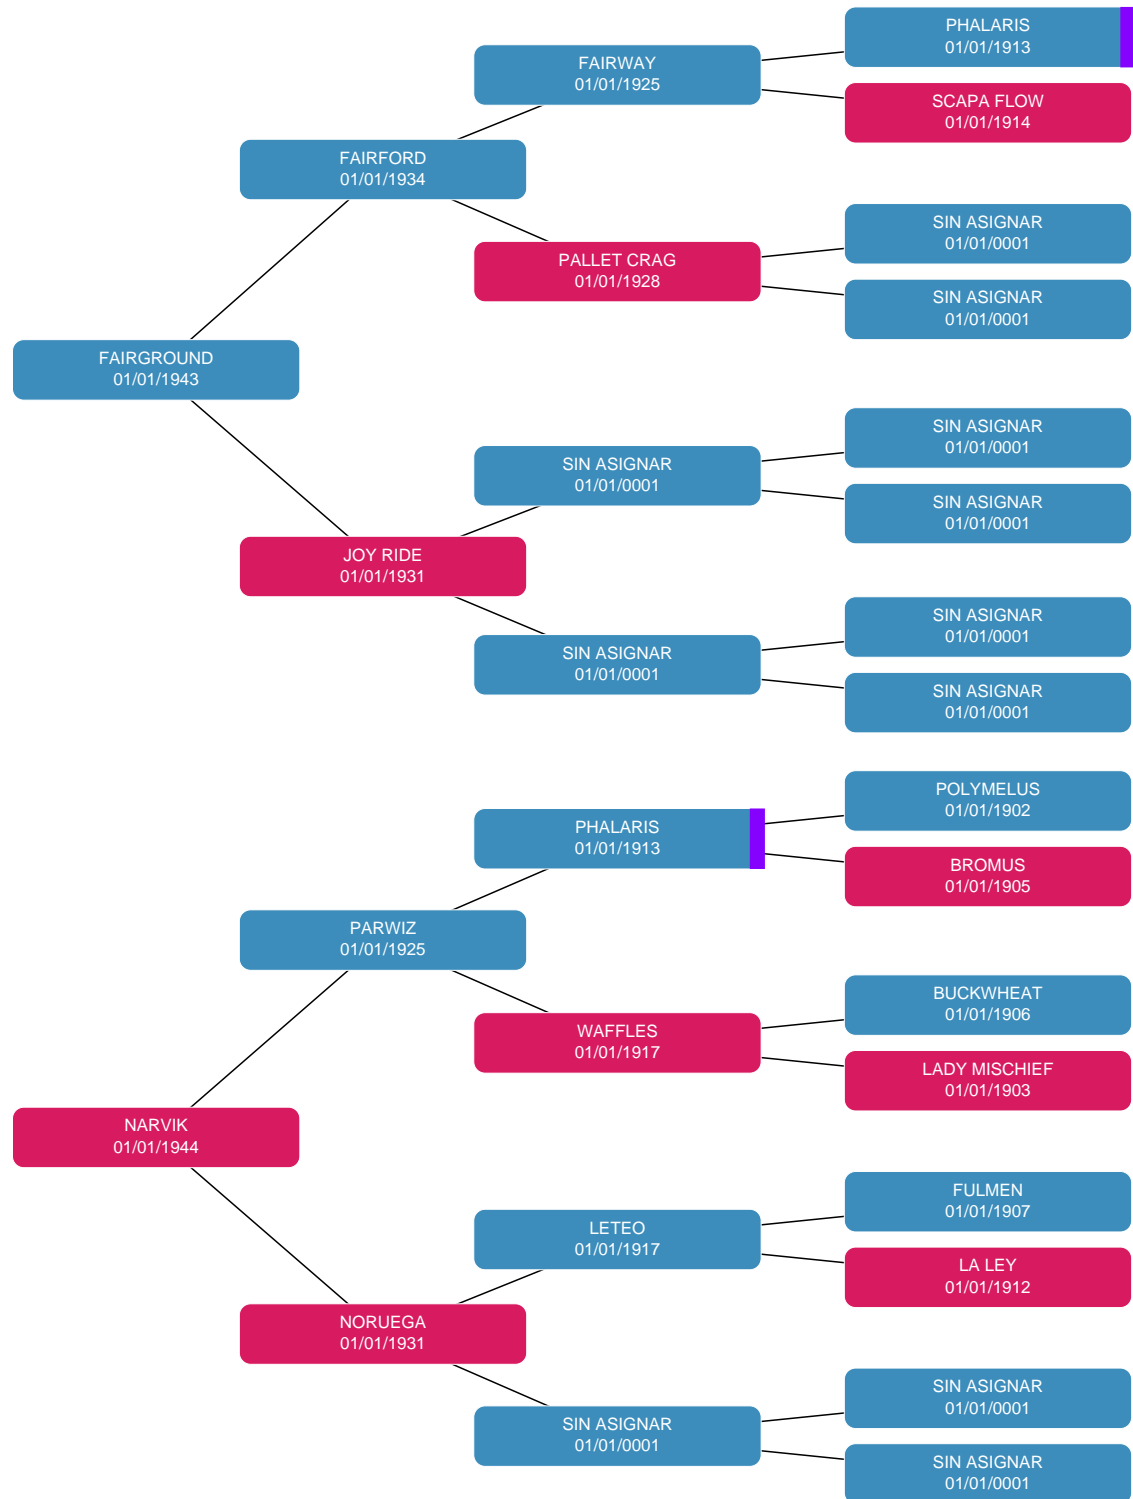 PHALARIS
01/01/1913
FAIRWAY
01/01/1925
SCAPA FLOW
01/01/1914
FAIRFORD
01/01/1934
SIN ASIGNAR
01/01/0001
PALLET CRAG
01/01/1928
SIN ASIGNAR
01/01/0001
FAIRGROUND
01/01/1943
SIN ASIGNAR
01/01/0001
SIN ASIGNAR
01/01/0001
SIN ASIGNAR
01/01/0001
JOY RIDE
01/01/1931
SIN ASIGNAR
01/01/0001
SIN ASIGNAR
01/01/0001
SIN ASIGNAR
01/01/0001
POLYMELUS
01/01/1902
PHALARIS
01/01/1913
BROMUS
01/01/1905
PARWIZ
01/01/1925
BUCKWHEAT
01/01/1906
WAFFLES
01/01/1917
LADY MISCHIEF
01/01/1903
NARVIK
01/01/1944
FULMEN
01/01/1907
LETEO
01/01/1917
LA LEY
01/01/1912
NORUEGA
01/01/1931
SIN ASIGNAR
01/01/0001
SIN ASIGNAR
01/01/0001
SIN ASIGNAR
01/01/0001